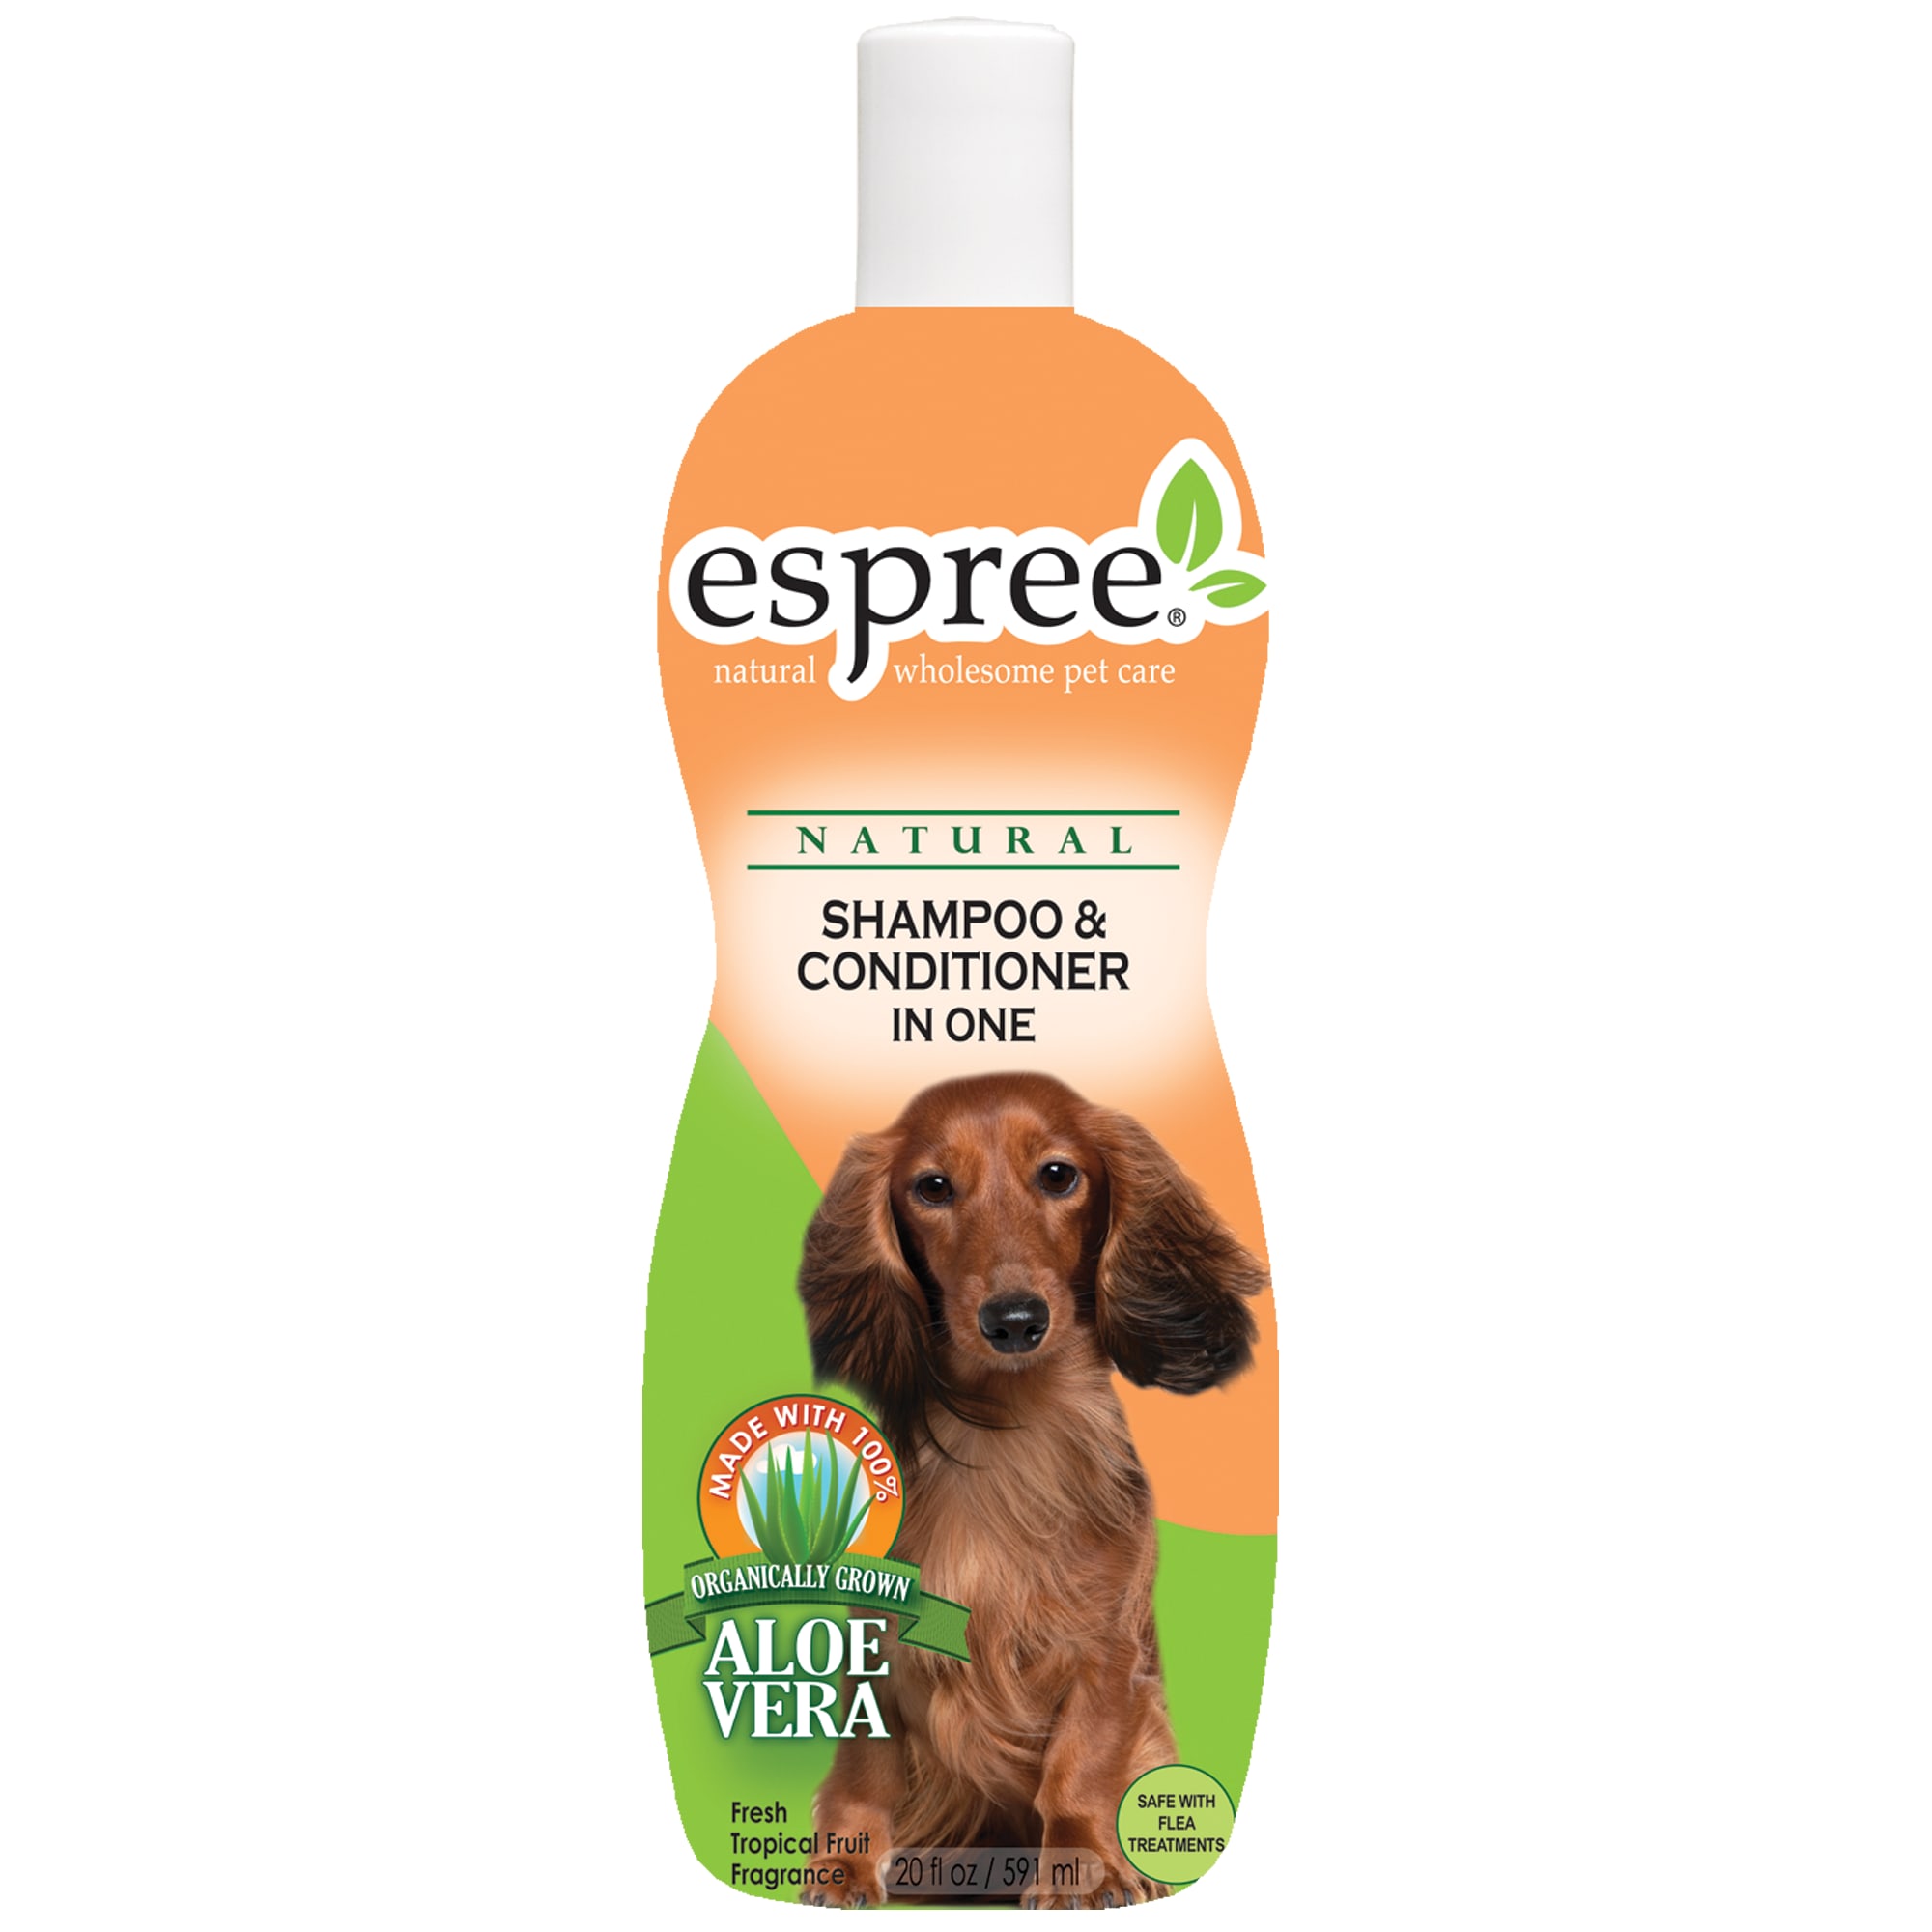 espree®
natural wholesome pet care
NATURAL
SHAMPOO &
CONDITIONER
IN ONE
MADE WITH 100%
ORGANICALLY GROWN
ALOE
VERA
Fresh
Tropical Fruit
Fragrance
20 fl oz / 591 ml
SAFE WITH
FLEA
TREATMENTS